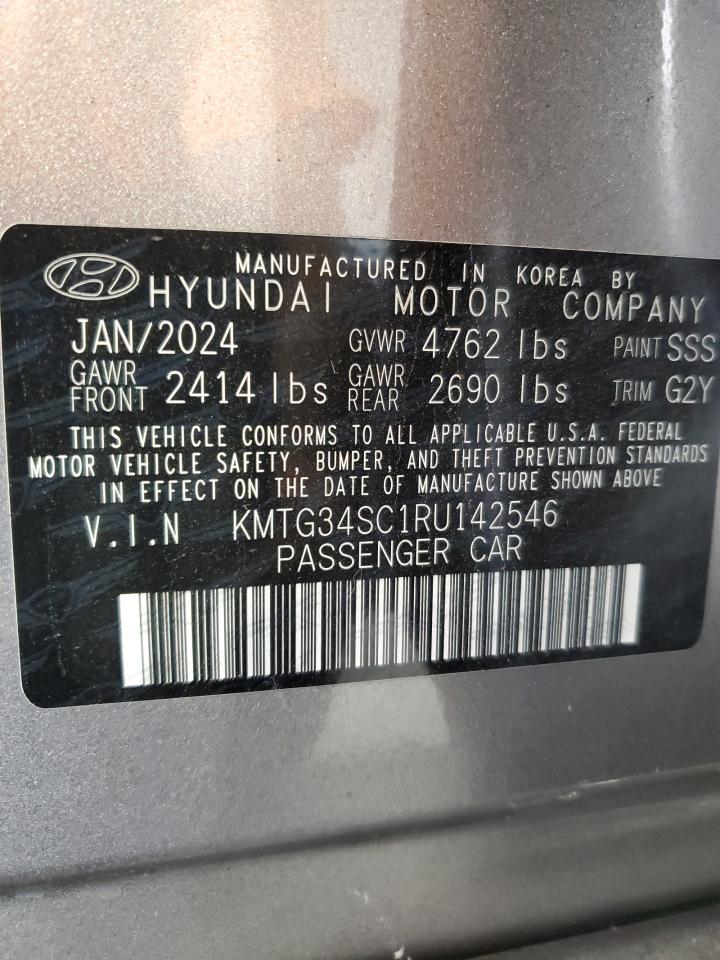 MANUFACTURED IN KOREA BY
HYUNDAI MOTOR COMPANY
JAN/2024 GVWR 4762 lbs PAINT SSS
GAWR FRONT 2414 lbs GAWR REAR 2690 lbs TRIM G2Y
THIS VEHICLE CONFORMS TO ALL APPLICABLE U.S.A. FEDERAL
MOTOR VEHICLE SAFETY, BUMPER, AND THEFT PREVENTION STANDARDS
IN EFFECT ON THE DATE OF MANUFACTURE SHOWN ABOVE
V.I.N KMTG34SC1RU142546
PASSENGER CAR